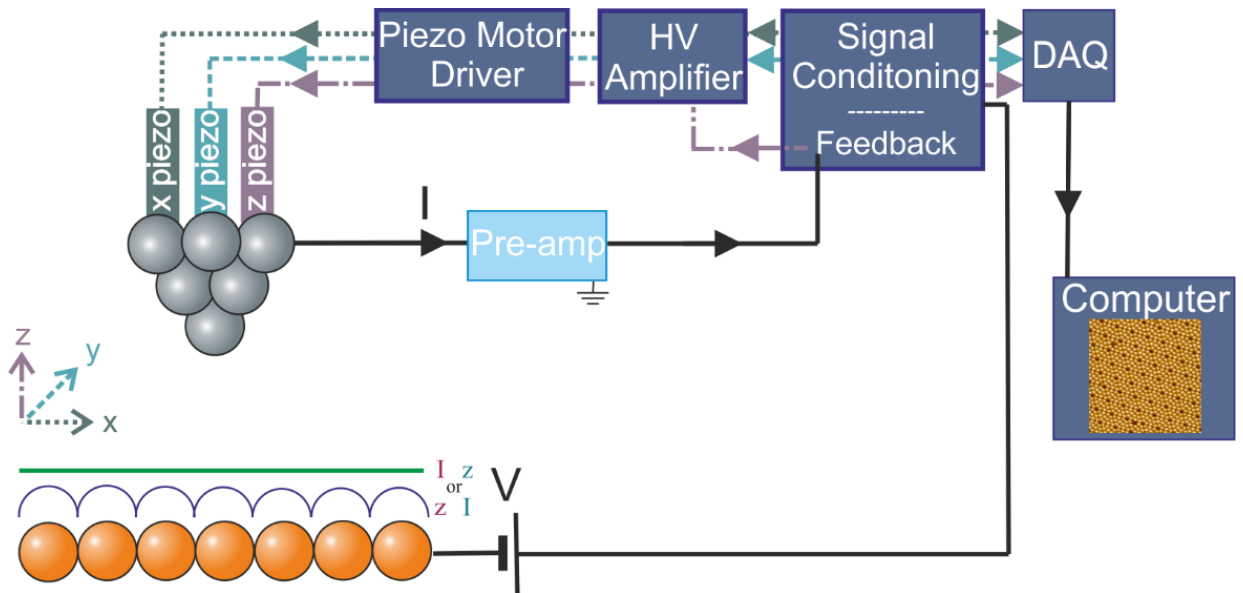 Piezo Motor
Driver
HV
Amplifier
Signal
Conditoning
---------
Feedback
DAQ
x piezo
y piezo
z piezo
I
Pre-amp
Computer
z
y
x
I z
or
z I
V